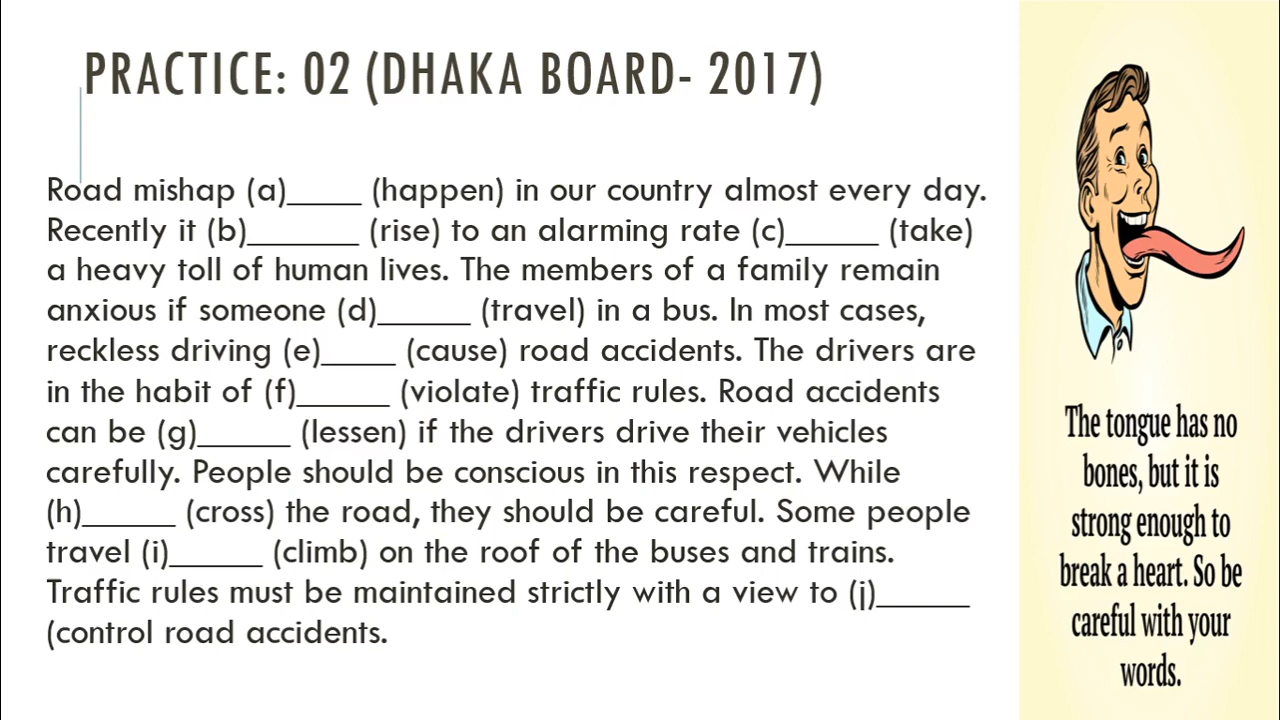 PRACTICE: 02 (DHAKA BOARD- 2017)
Road mishap (a)_____ (happen) in our country almost every day.
Recently it (b)_______ (rise) to an alarming rate (c)______ (take)
a heavy toll of human lives. The members of a family remain
anxious if someone (d)______ (travel) in a bus. In most cases,
reckless driving (e)_____ (cause) road accidents. The drivers are
in the habit of (f)______ (violate) traffic rules. Road accidents
can be (g)______ (lessen) if the drivers drive their vehicles
carefully. People should be conscious in this respect. While
(h)______ (cross) the road, they should be careful. Some people
travel (i)______ (climb) on the roof of the buses and trains.
Traffic rules must be maintained strictly with a view to (j)______
(control road accidents.
The tongue has no
bones, but it is
strong enough to
break a heart. So be
careful with your
words.